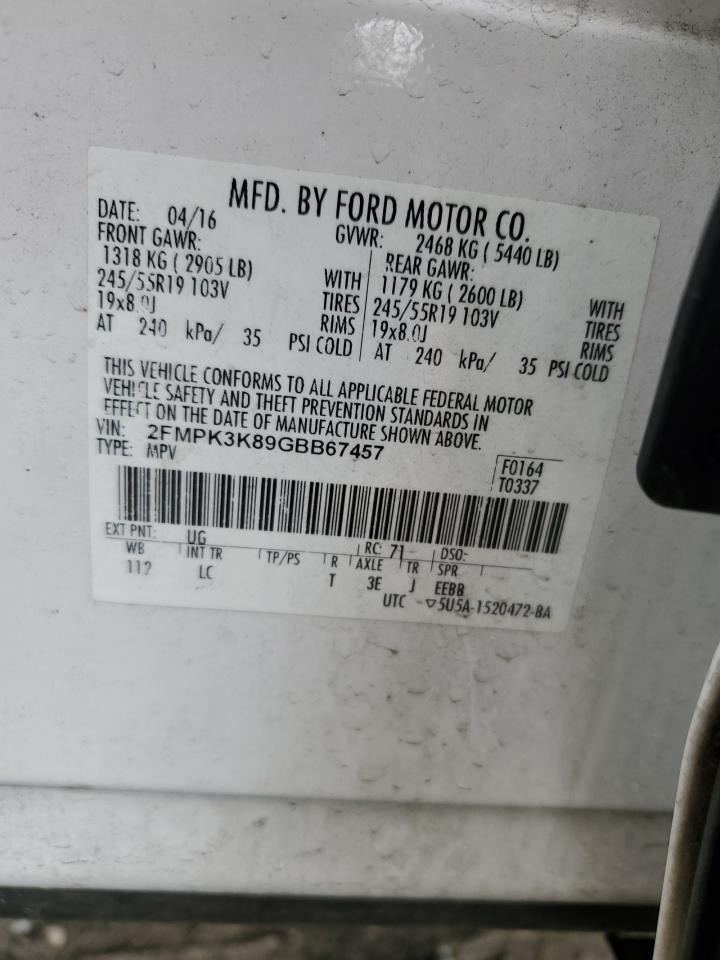 MFD. BY FORD MOTOR CO.
DATE: 04/16 GVWR: 2468 KG ( 5440 LB)
FRONT GAWR: REAR GAWR:
1318 KG ( 2905 LB) WITH 1179 KG ( 2600 LB) WITH
245/55R19 103V TIRES 245/55R19 103V TIRES
19x8.0J RIMS 19x8.0J RIMS
AT 240 kPa/ 35 PSI COLD AT 240 kPa/ 35 PSI COLD
THIS VEHICLE CONFORMS TO ALL APPLICABLE FEDERAL MOTOR
VEHICLE SAFETY AND THEFT PREVENTION STANDARDS IN
EFFECT ON THE DATE OF MANUFACTURE SHOWN ABOVE.
VIN: 2FMPK3K89GBB67457
TYPE: MPV
F0164
T0337
EXT PNT: UG RC: 71 DSO:
WB INT TR TP/PS R AXLE TR SPR
112 LC T 3E J EEBB
UTC ▽5U5A-1520472-BA